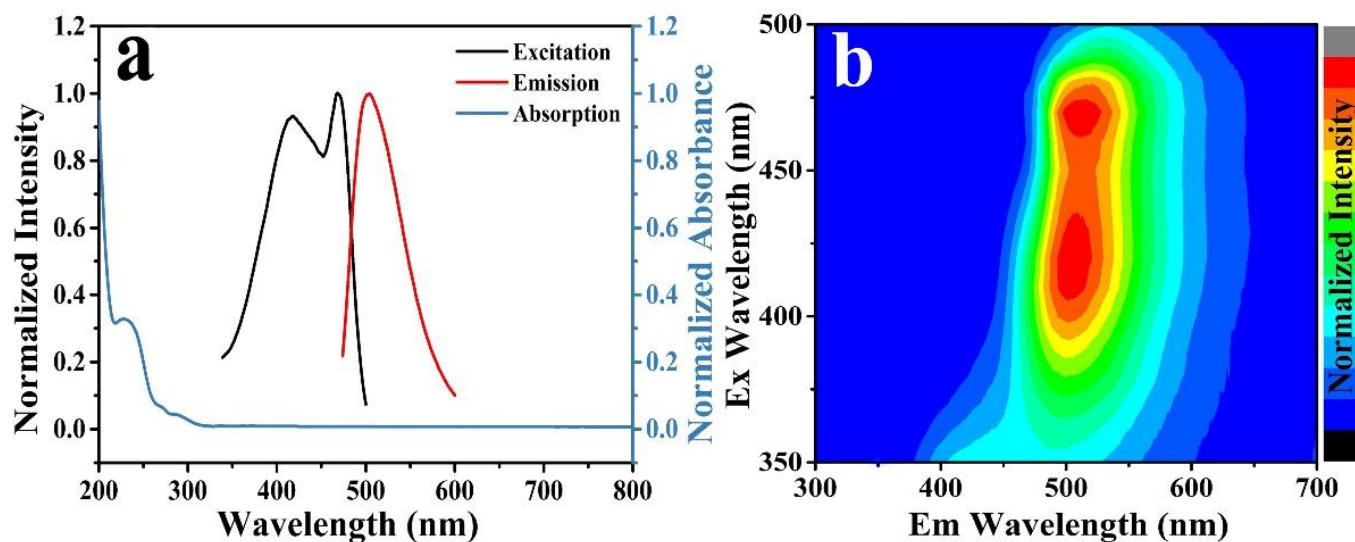 a
Normalized Intensity
1.2
1.0
0.8
0.6
0.4
0.2
0.0
Excitation
Emission
Absorption
1.2
1.0
0.8
0.6
0.4
0.2
0.0
Normalized Absorbance
200 300 400 500 600 700 800
Wavelength (nm)
b
Ex Wavelength (nm)
500
450
400
350
300 400 500 600 700
Em Wavelength (nm)
Normalized Intensity